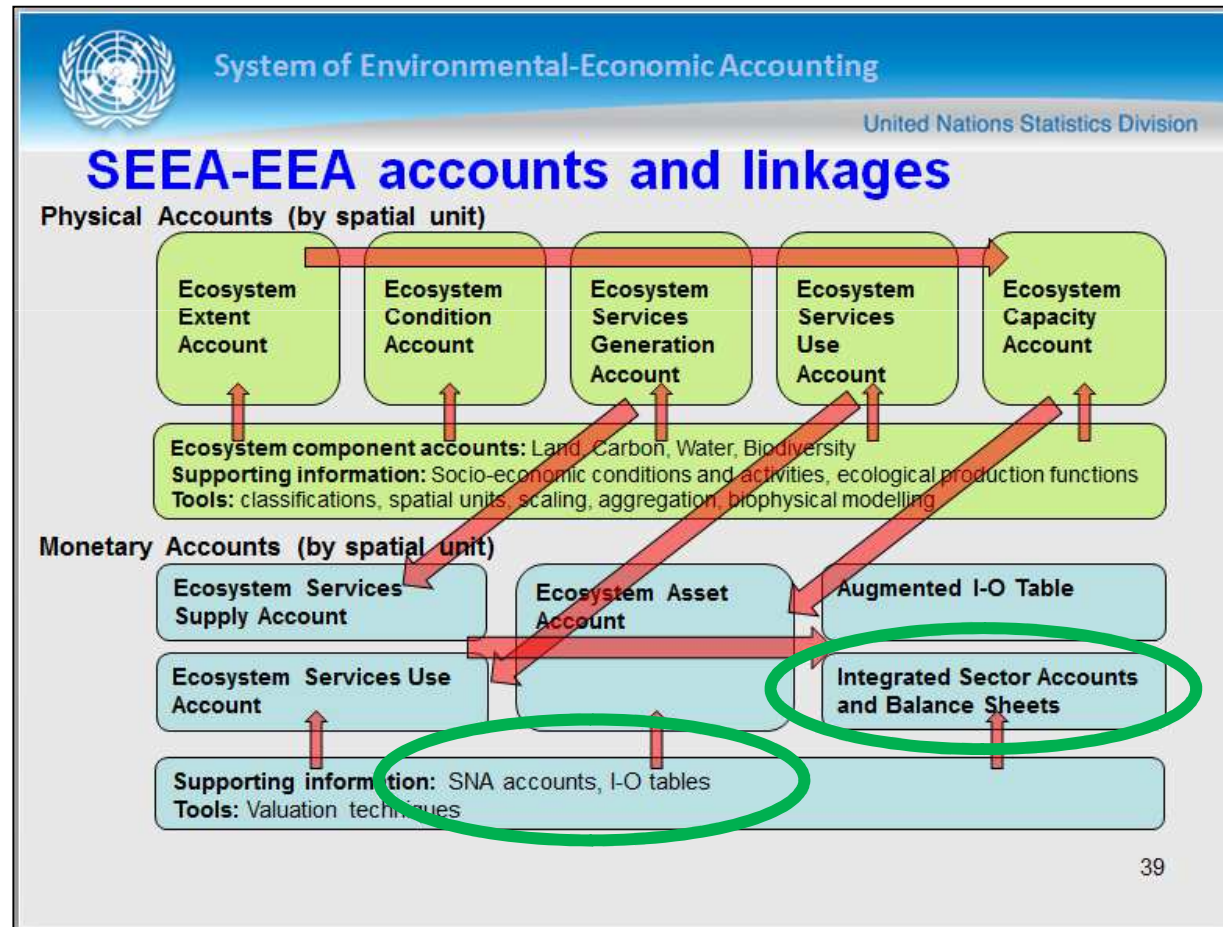 System of Environmental-Economic Accounting
United Nations Statistics Division
SEEA-EEA accounts and linkages
Physical Accounts (by spatial unit)
Ecosystem
Extent
Account
Ecosystem
Condition
Account
Ecosystem
Services
Generation
Account
Ecosystem
Services
Use
Account
Ecosystem
Capacity
Account
Ecosystem component accounts: Land, Carbon, Water, Biodiversity
Supporting information: Socio-economic conditions and activities, ecological production functions
Tools: classifications, spatial units, scaling, aggregation, biophysical modelling
Monetary Accounts (by spatial unit)
Ecosystem Services
Supply Account
Ecosystem Services Use
Account
Ecosystem Asset
Account
Augmented I-O Table
Integrated Sector Accounts
and Balance Sheets
Supporting information: SNA accounts, I-O tables
Tools: Valuation techniques
39